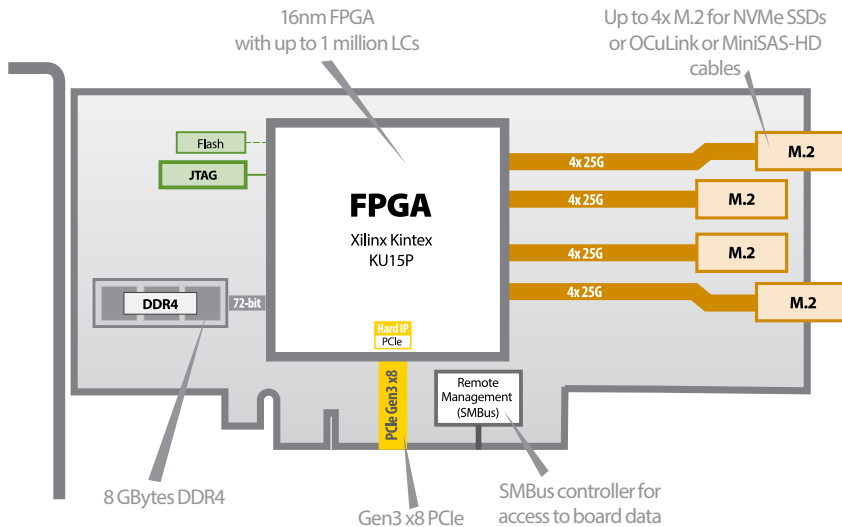 16nm FPGA
with up to 1 million LCs
Up to 4x M.2 for NVMe SSDs
or OCuLink or MiniSAS-HD
cables
Flash
JTAG
FPGA
Xilinx Kintex
KU15P
4x 25G
M.2
4x 25G
M.2
4x 25G
M.2
4x 25G
M.2
DDR4
72-bit
Hard IP
PCIe
PCIe Gen3 x8
Remote
Management
(SMBus)
8 GBytes DDR4
Gen3 x8 PCIe
SMBus controller for
access to board data